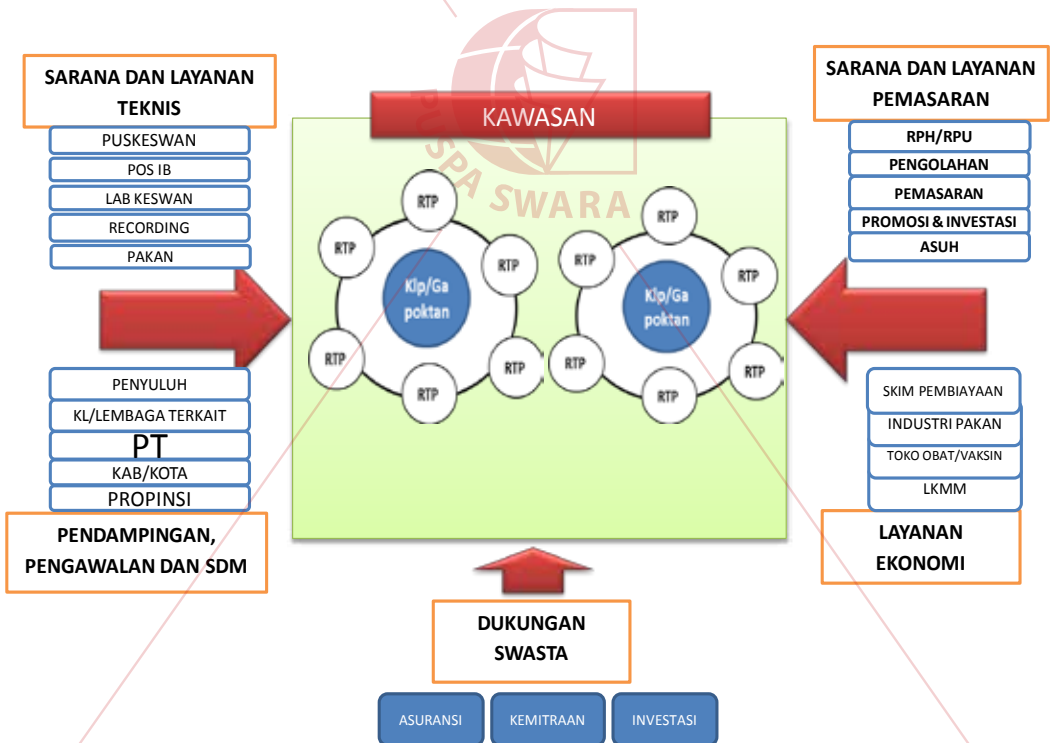 SARANA DAN LAYANAN
TEKNIS
PUSKESWAN
POS IB
LAB KESWAN
RECORDING
PAKAN
PENYULUH
KL/LEMBAGA TERKAIT
PT
KAB/KOTA
PROPINSI
PENDAMPINGAN,
PENGAWALAN DAN SDM
KAWASAN
PUSPA SWARA
RTP
RTP
RTP
Klp/Ga
poktan
RTP
RTP
RTP
RTP
RTP
RTP
Klp/Ga
poktan
RTP
RTP
RTP
SARANA DAN LAYANAN
PEMASARAN
RPH/RPU
PENGOLAHAN
PEMASARAN
PROMOSI & INVESTASI
ASUH
SKIM PEMBIAYAAN
INDUSTRI PAKAN
TOKO OBAT/VAKSIN
LKMM
LAYANAN
EKONOMI
DUKUNGAN
SWASTA
ASURANSI
KEMITRAAN
INVESTASI